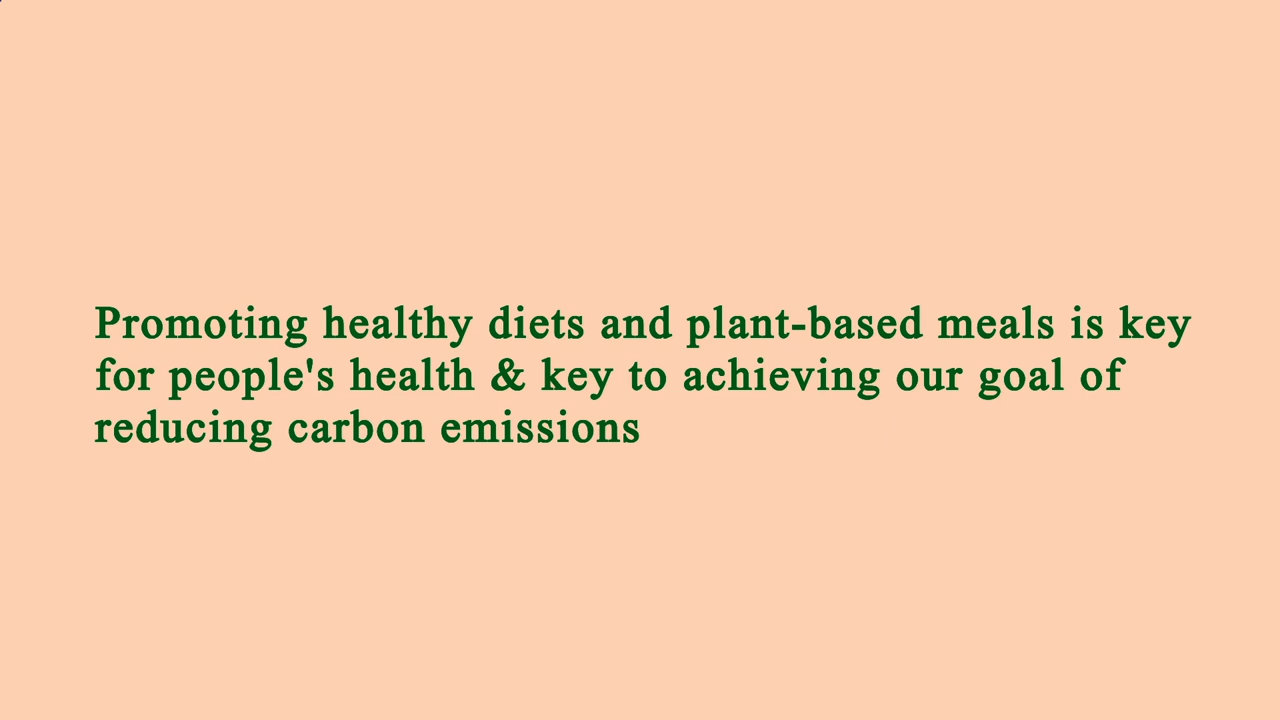 Promoting healthy diets and plant-based meals is key
for people's health & key to achieving our goal of
reducing carbon emissions